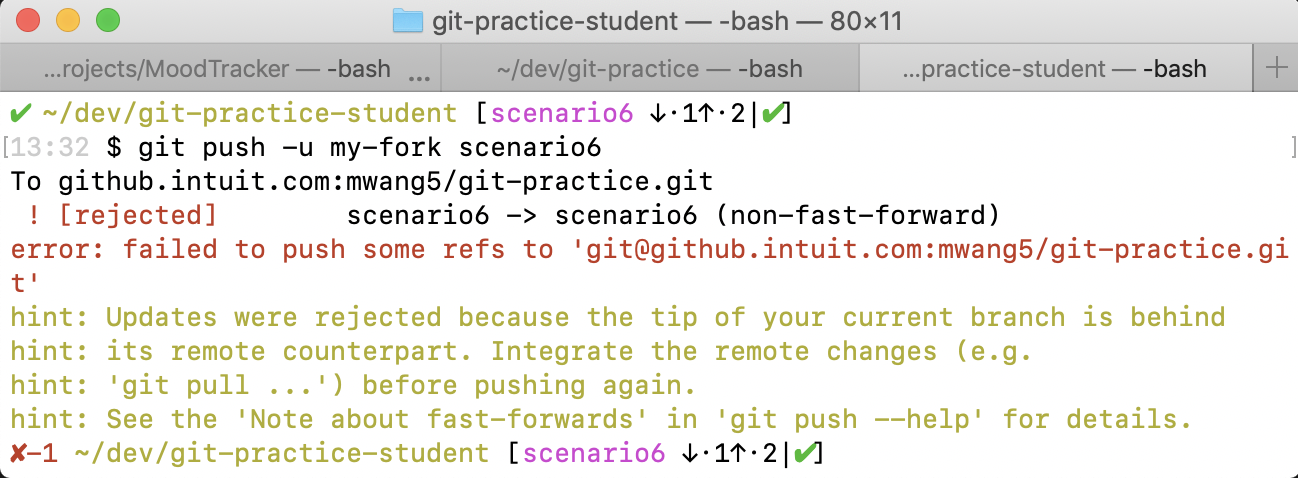 git-practice-student — -bash — 80×11
...rojects/MoodTracker — -bash ... ~/dev/git-practice — -bash ...practice-student — -bash +
✔ ~/dev/git-practice-student [scenario6 ↓·1↑·2|✔]
[13:32 $ git push -u my-fork scenario6 ]
To github.intuit.com:mwang5/git-practice.git
 ! [rejected]        scenario6 -> scenario6 (non-fast-forward)
error: failed to push some refs to 'git@github.intuit.com:mwang5/git-practice.gi
t'
hint: Updates were rejected because the tip of your current branch is behind
hint: its remote counterpart. Integrate the remote changes (e.g.
hint: 'git pull ...') before pushing again.
hint: See the 'Note about fast-forwards' in 'git push --help' for details.
✘-1 ~/dev/git-practice-student [scenario6 ↓·1↑·2|✔]